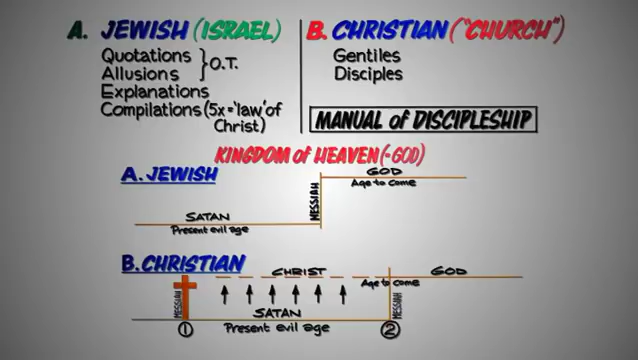 A. JEWISH (ISRAEL)
Quotations
Allusions } O.T.
Explanations
Compilations (5x='law' of
Christ)
B. CHRISTIAN ("CHURCH")
Gentiles
Disciples
MANUAL of DISCIPLESHIP
KINGDOM of HEAVEN (=GOD)
A. JEWISH
GOD
Age to come
MESSIAH
SATAN
Present evil age
B. CHRISTIAN
CHRIST
GOD
Age to come
MESSIAH
MESSIAH
SATAN
1
2
Present evil age